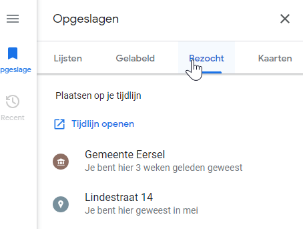 Opgeslagen
Lijsten Gelabeld Bezocht Kaarten
pgeslage
Recent
Plaatsen op je tijdlijn
Tijdlijn openen
Gemeente Eersel
Je bent hier 3 weken geleden geweest
Lindestraat 14
Je bent hier geweest in mei